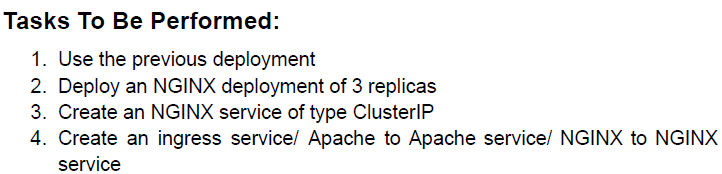 Tasks To Be Performed:
1. Use the previous deployment
2. Deploy an NGINX deployment of 3 replicas
3. Create an NGINX service of type ClusterIP
4. Create an ingress service/ Apache to Apache service/ NGINX to NGINX
service